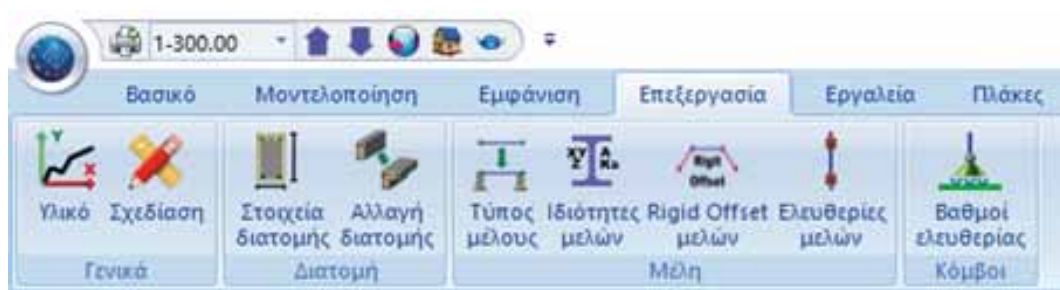 1-300.00
Βασικό Μοντελοποίηση Εμφάνιση Επεξεργασία Εργαλεία Πλάκες
Υλικό Σχεδίαση Στοιχεία διατομής Αλλαγή διατομής Τύπος μέλους Ιδιότητες μελών Rigid Offset μελών Ελευθερίες μελών Βαθμοί ελευθερίας
Γενικά Διατομή Μέλη Κόμβοι